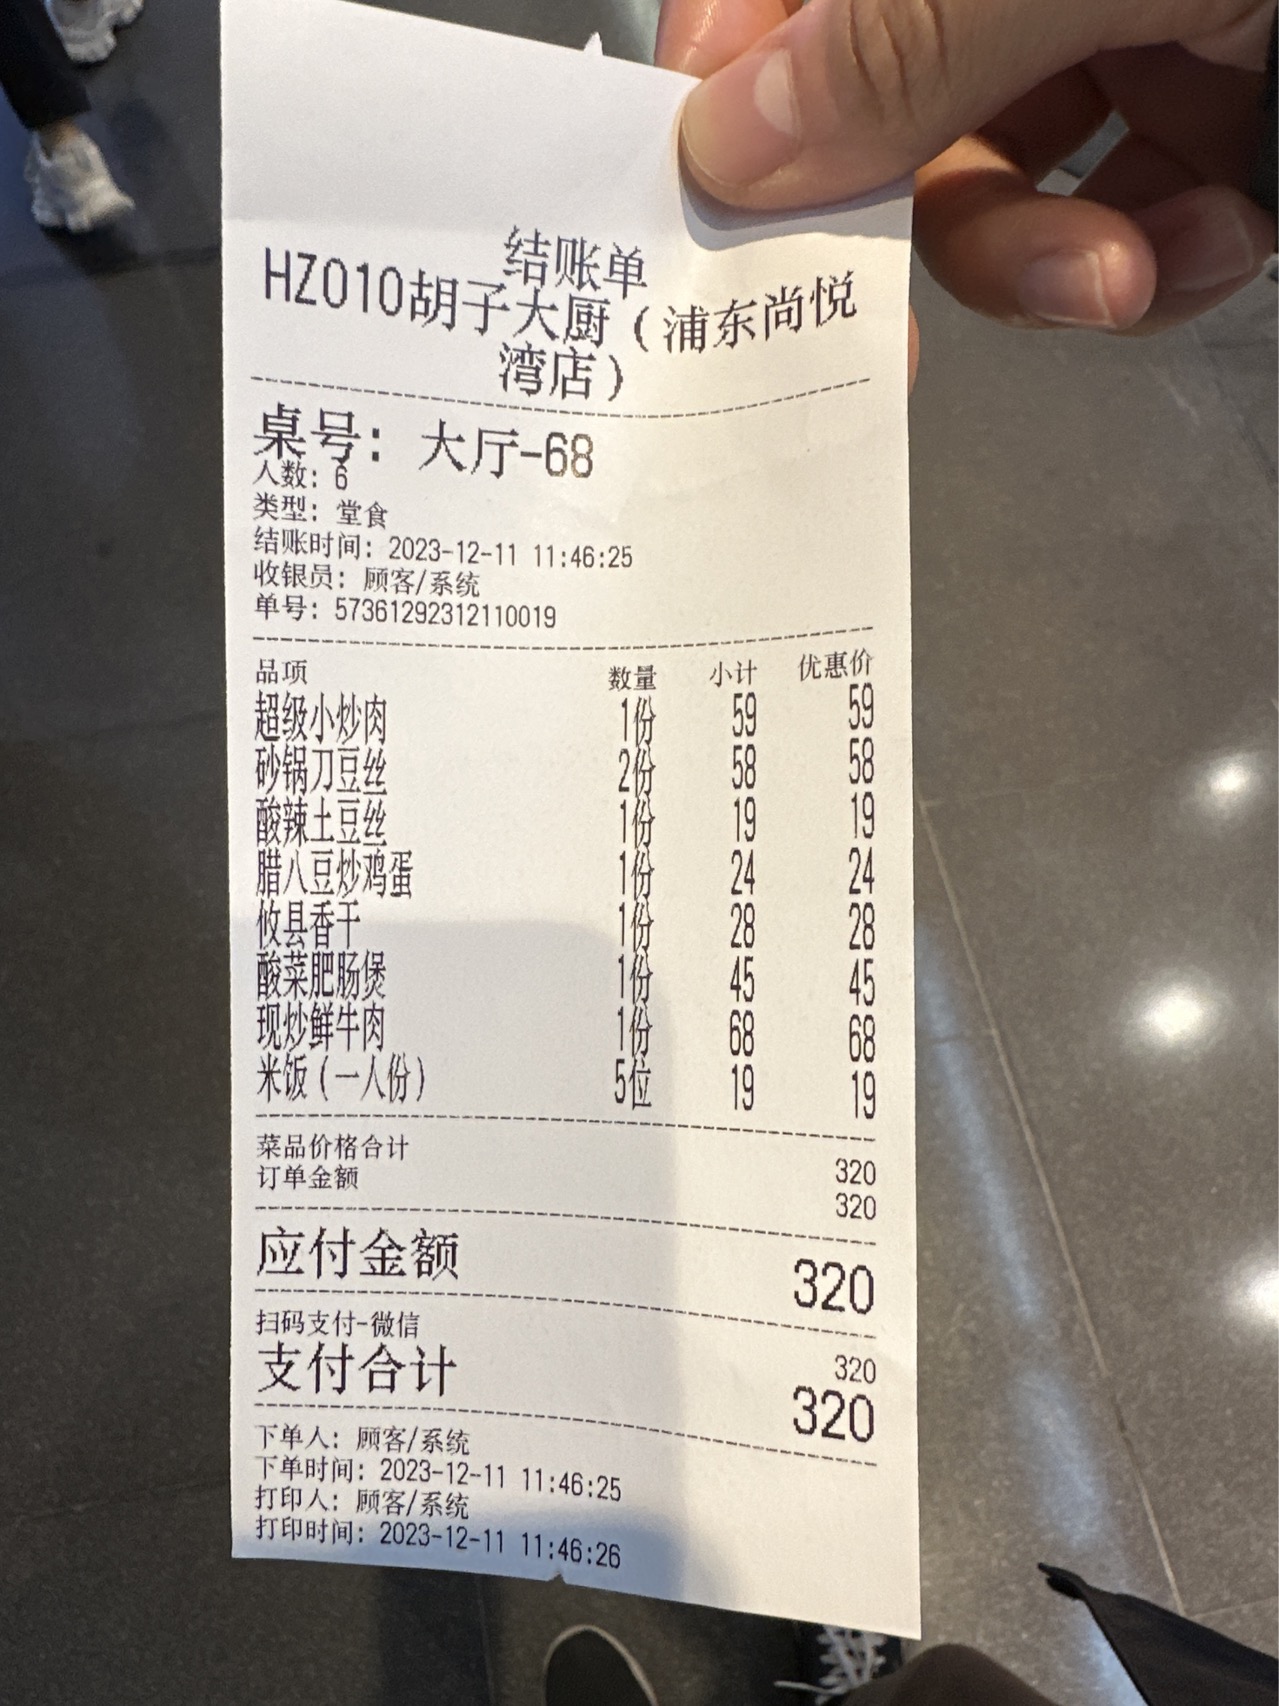 结账单
HZ010胡子大厨（浦东尚悦
湾店）
桌号： 大厅-68
人数：6
类型：堂食
结账时间：2023-12-11 11:46:25
收银员：顾客/系统
单号：57361292312110019
品项 数量 小计 优惠价
超级小炒肉 1份 59 59
砂锅刀豆丝 2份 58 58
酸辣土豆丝 1份 19 19
腊八豆炒鸡蛋 1份 24 24
攸县香干 1份 28 28
酸菜肥肠煲 1份 45 45
现炒鲜牛肉 1份 68 68
米饭（一人份） 5位 19 19
菜品价格合计 320
订单金额 320
应付金额 320
扫码支付-微信 320
支付合计 320
下单人：顾客/系统
下单时间：2023-12-11 11:46:25
打印人：顾客/系统
打印时间：2023-12-11 11:46:26